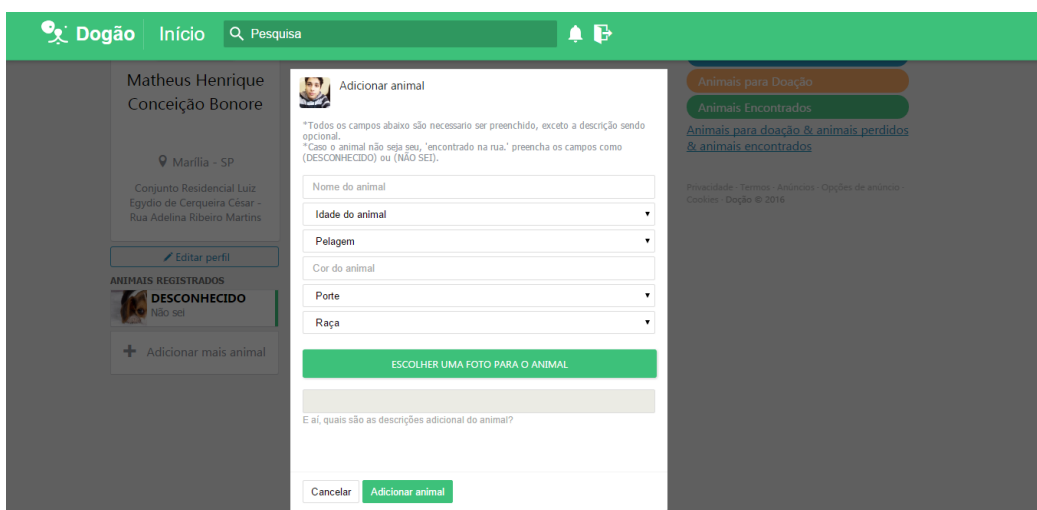 Dogão
Início
Pesquisa
Matheus Henrique
Conceição Bonore
Marília - SP
Conjunto Residencial Luiz
Egydio de Cerqueira César -
Rua Adelina Ribeiro Martins
Editar perfil
ANIMAIS REGISTRADOS
DESCONHECIDO
Não sei
Adicionar mais animal
Adicionar animal
*Todos os campos abaixo são necessario ser preenchido, exceto a descrição sendo
opcional.
*Caso o animal não seja seu, 'encontrado na rua.' preencha os campos como
(DESCONHECIDO) ou (NÃO SEI).
Nome do animal
Idade do animal
Pelagem
Cor do animal
Porte
Raça
ESCOLHER UMA FOTO PARA O ANIMAL
E aí, quais são as descrições adicional do animal?
Cancelar
Adicionar animal
Animais para Doação
Animais Encontrados
Animais para doação & animais perdidos
& animais encontrados
Privacidade · Termos · Anúncios · Opções de anúncio ·
Cookies · Doção © 2016